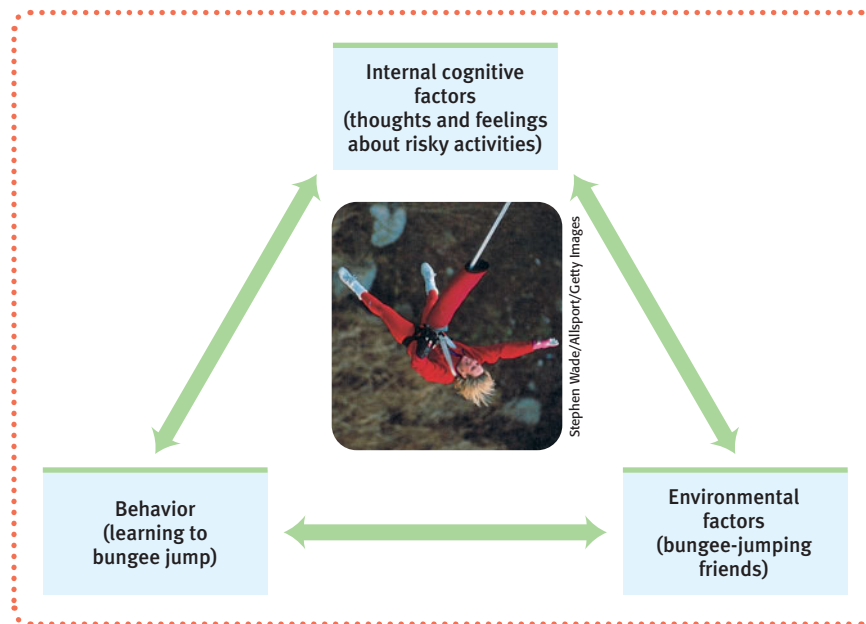 Internal cognitive
factors
(thoughts and feelings
about risky activities)
Stephen Wade/Allsport/Getty Images
Behavior
(learning to
bungee jump)
Environmental
factors
(bungee-jumping
friends)